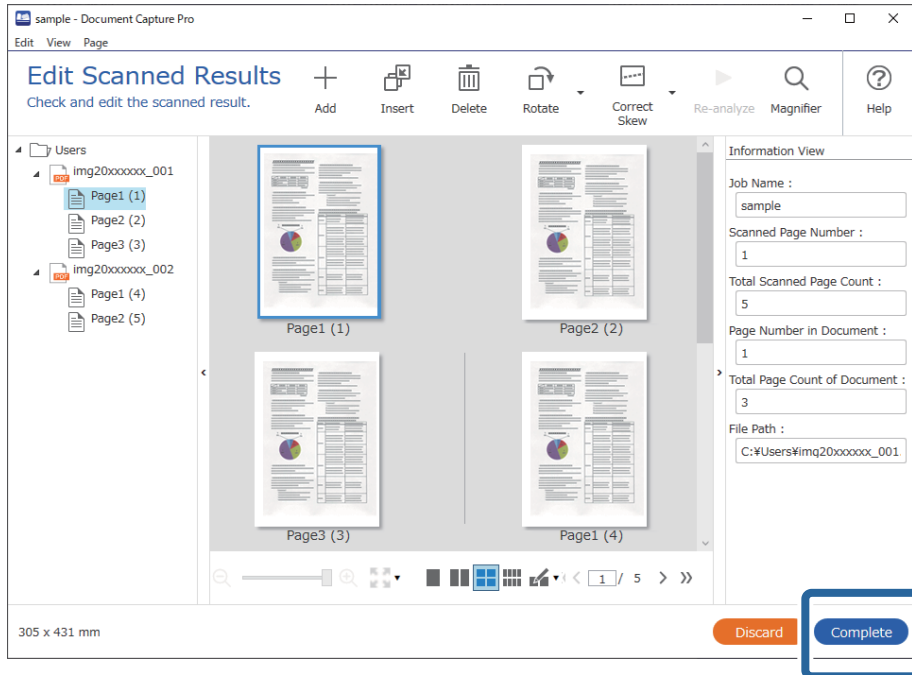 sample - Document Capture Pro
Edit View Page
Edit Scanned Results
Check and edit the scanned result.
Add
Insert
Delete
Rotate
Correct
Skew
Re-analyze
Magnifier
Help
Users
PDF
img20xxxxxx_001
Page1 (1)
Page2 (2)
Page3 (3)
PDF
img20xxxxxx_002
Page1 (4)
Page2 (5)
Page1 (1)
Page2 (2)
Page3 (3)
Page1 (4)
1 / 5
Information View
Job Name :
sample
Scanned Page Number :
1
Total Scanned Page Count :
5
Page Number in Document :
1
Total Page Count of Document :
3
File Path :
C:¥Users¥img20xxxxxx_001
305 x 431 mm
Discard
Complete